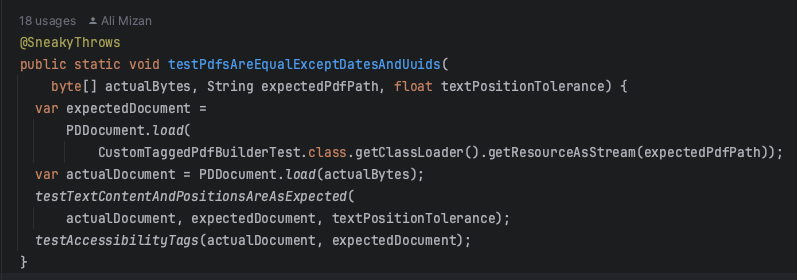 18 usages Ali Mizan
@SneakyThrows
public static void testPdfsAreEqualExceptDatesAndUuids(
byte[] actualBytes, String expectedPdfPath, float textPositionTolerance) {
var expectedDocument =
PDDocument.load(
CustomTaggedPdfBuilderTest.class.getClassLoader().getResourceAsStream(expectedPdfPath));
var actualDocument = PDDocument.load(actualBytes);
testTextContentAndPositionsAreAsExpected(
actualDocument, expectedDocument, textPositionTolerance);
testAccessibilityTags(actualDocument, expectedDocument);
}